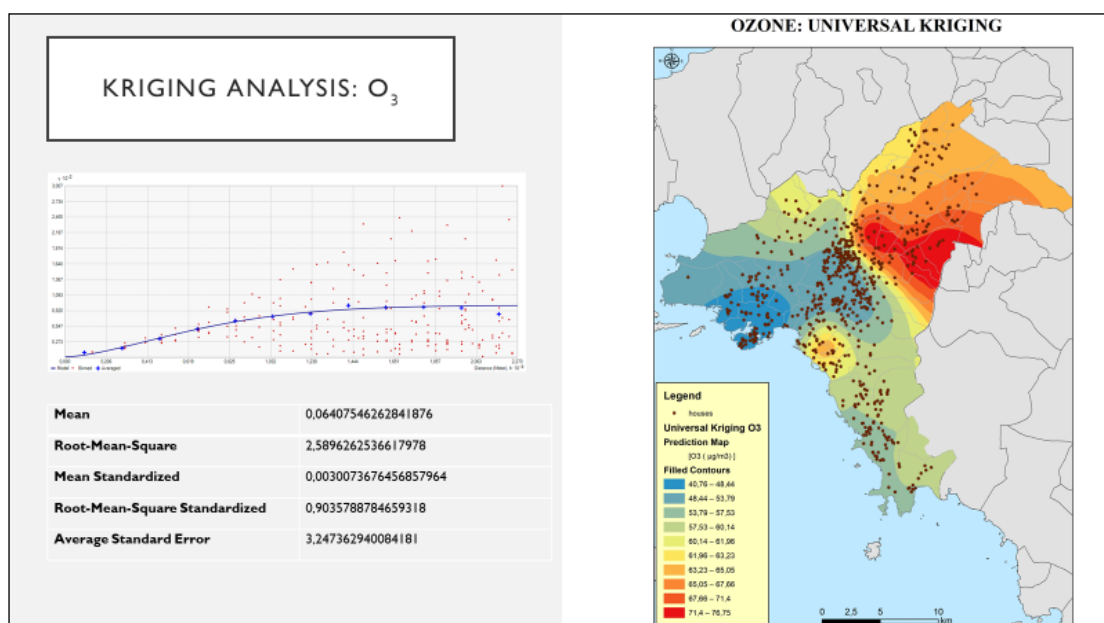 KRIGING ANALYSIS: O3
Model Binned Averaged
Mean 0,06407546262841876
Root-Mean-Square 2,5896262536617978
Mean Standardized 0,0030073676456857964
Root-Mean-Square Standardized 0,9035788784659318
Average Standard Error 3,247362940084181
OZONE: UNIVERSAL KRIGING
Legend
houses
Universal Kriging O3
Prediction Map
[O3 ( µg/m3) ]
Filled Contours
40,76 – 48,44
48,44 – 53,79
53,79 – 57,53
57,53 – 60,14
60,14 – 61,96
61,96 – 63,23
63,23 – 65,05
65,05 – 67,66
67,66 – 71,4
71,4 – 76,75
0 2,5 5 10
km